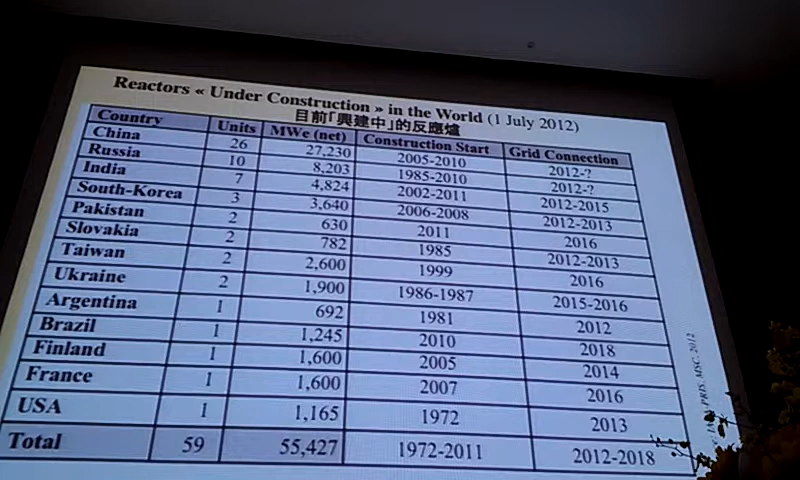 Reactors « Under Construction » in the World (1 July 2012)
目前「興建中」的反應爐
Country Units MWe (net) Construction Start Grid Connection
China 26 27,230 2005-2010 2012-?
Russia 10 8,203 1985-2010 2012-?
India 7 4,824 2002-2011 2012-2015
South-Korea 3 3,640 2006-2008 2012-2013
Pakistan 2 630 2011 2016
Slovakia 2 782 1985 2012-2013
Taiwan 2 2,600 1999 2016
Ukraine 2 1,900 1986-1987 2015-2016
Argentina 1 692 1981 2012
Brazil 1 1,245 2010 2018
Finland 1 1,600 2005 2014
France 1 1,600 2007 2016
USA 1 1,165 1972 2013
Total 59 55,427 1972-2011 2012-2018
PRIS, MSC, 2012